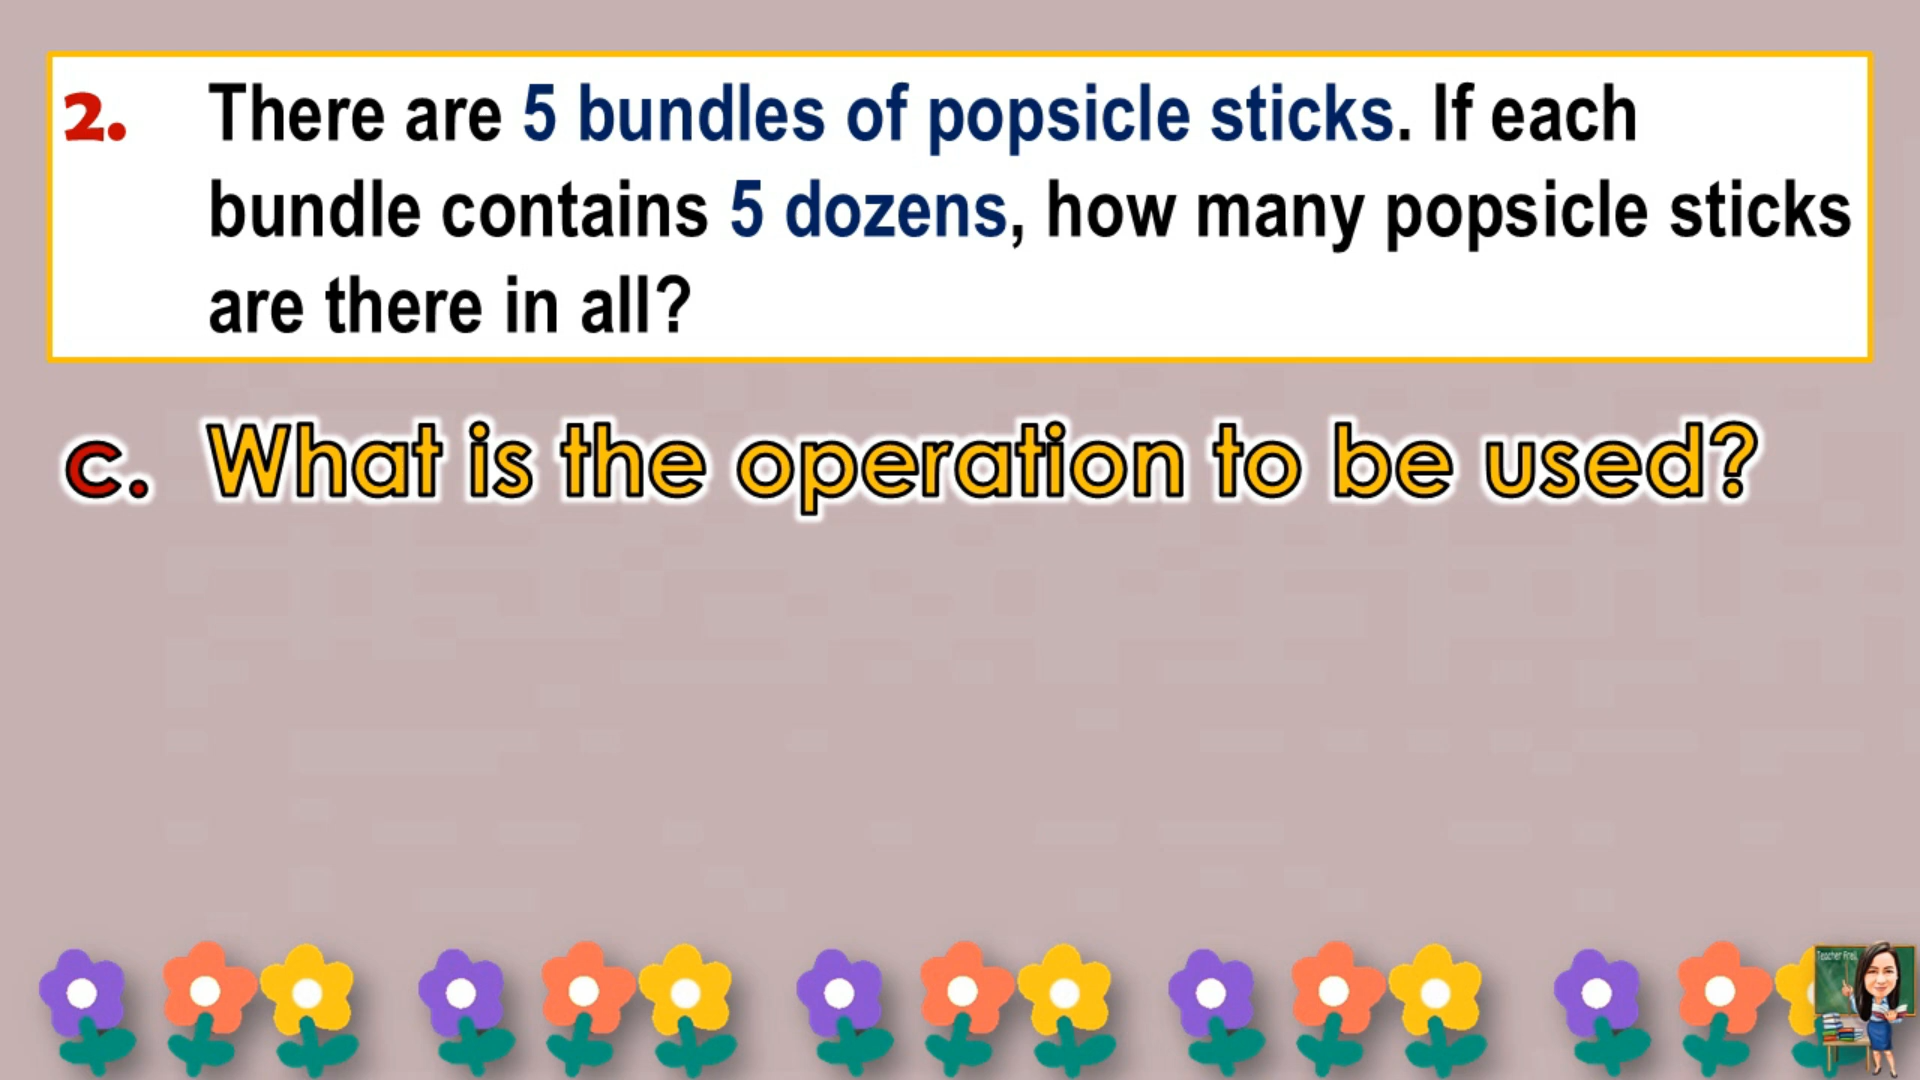 2. There are 5 bundles of popsicle sticks. If each
bundle contains 5 dozens, how many popsicle sticks
are there in all?
c. What is the operation to be used?